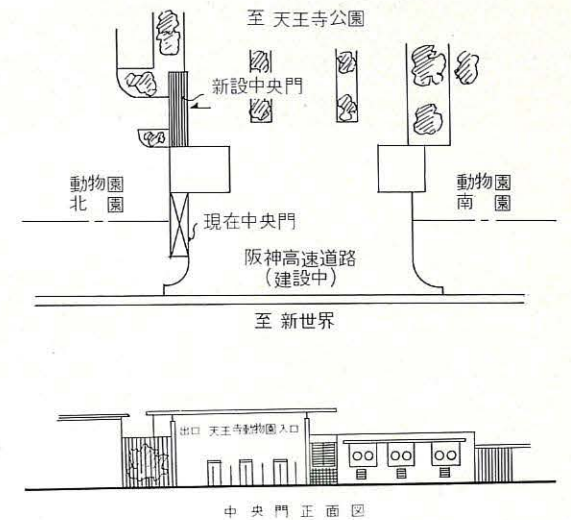 至 天王寺公園
新設中央門
動物園
北 園
動物園
南 園
現在中央門
阪神高速道路
(建設中)
至 新世界
出口 天王寺動物園 入口
中央門正面図